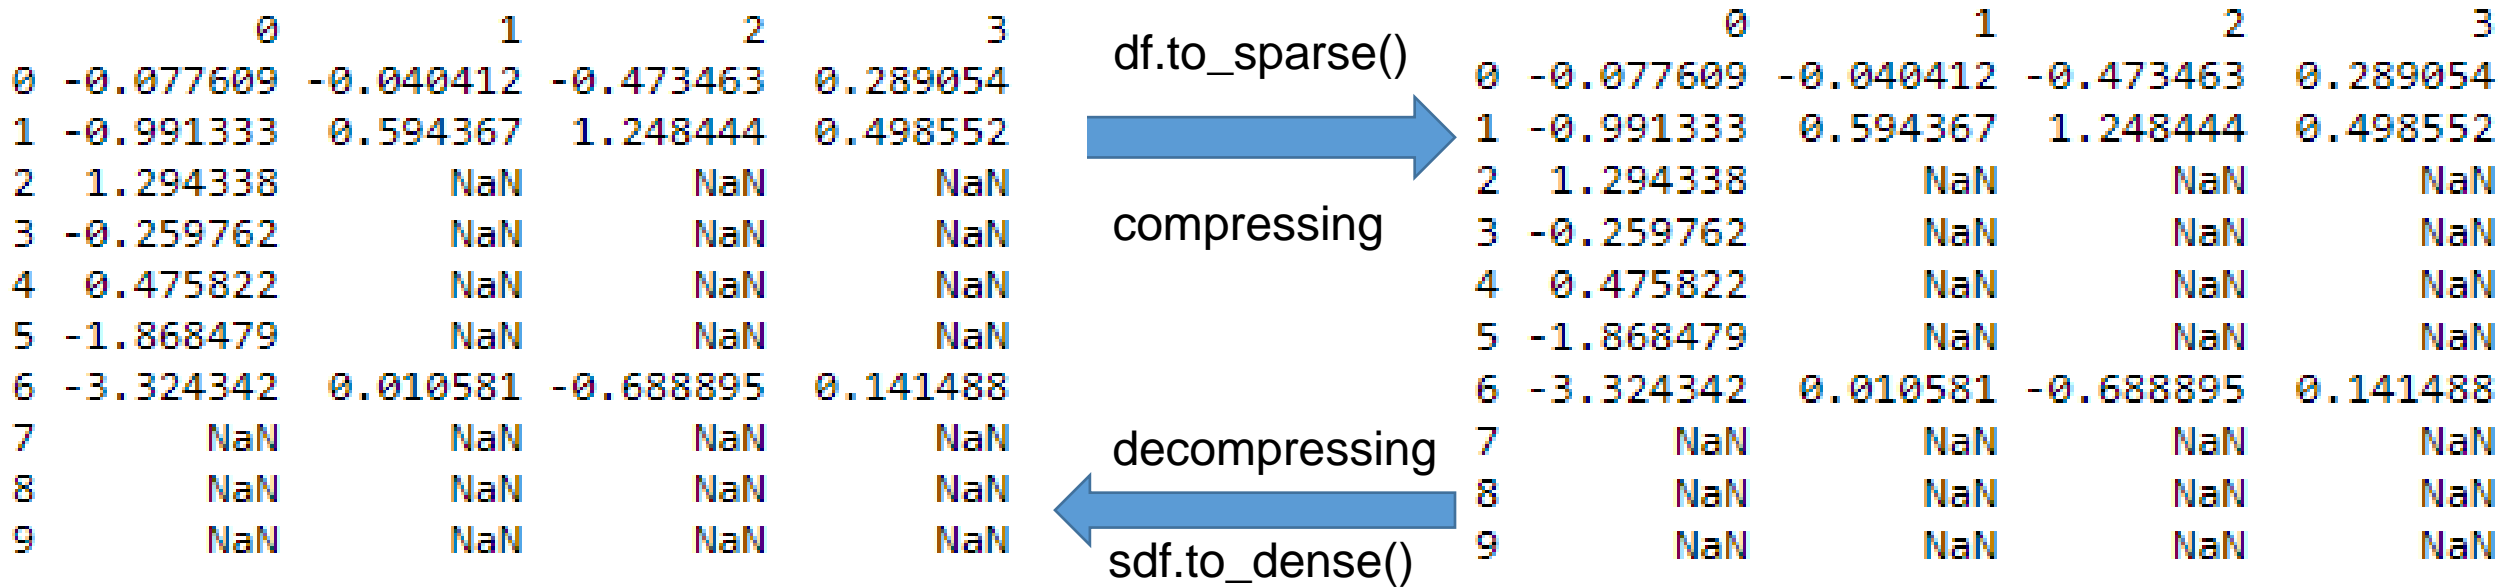 0 1 2 3
0 -0.077609 -0.040412 -0.473463 0.289054
1 -0.991333 0.594367 1.248444 0.498552
2 1.294338 NaN NaN NaN
3 -0.259762 NaN NaN NaN
4 0.475822 NaN NaN NaN
5 -1.868479 NaN NaN NaN
6 -3.324342 0.010581 -0.688895 0.141488
7 NaN NaN NaN NaN
8 NaN NaN NaN NaN
9 NaN NaN NaN NaN
df.to_sparse()
compressing
decompressing
sdf.to_dense()
0 1 2 3
0 -0.077609 -0.040412 -0.473463 0.289054
1 -0.991333 0.594367 1.248444 0.498552
2 1.294338 NaN NaN NaN
3 -0.259762 NaN NaN NaN
4 0.475822 NaN NaN NaN
5 -1.868479 NaN NaN NaN
6 -3.324342 0.010581 -0.688895 0.141488
7 NaN NaN NaN NaN
8 NaN NaN NaN NaN
9 NaN NaN NaN NaN